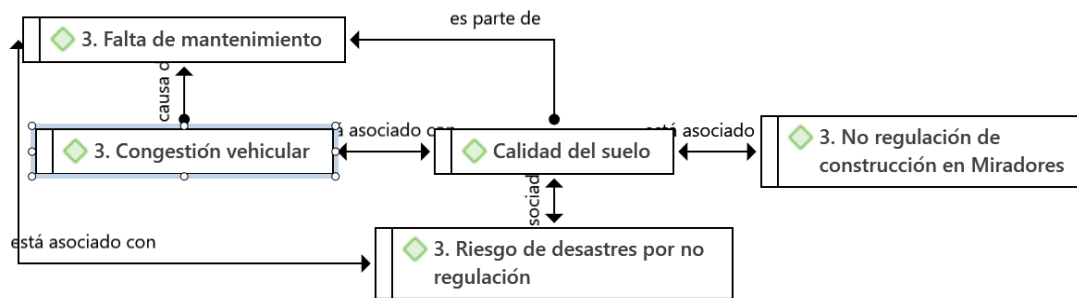 es parte de
3. Falta de mantenimiento
causa
3. Congestión vehicular
asociado con
Calidad del suelo
está asociado
3. No regulación de
construcción en Miradores
está asociado con
3. Riesgo de desastres por no
regulación